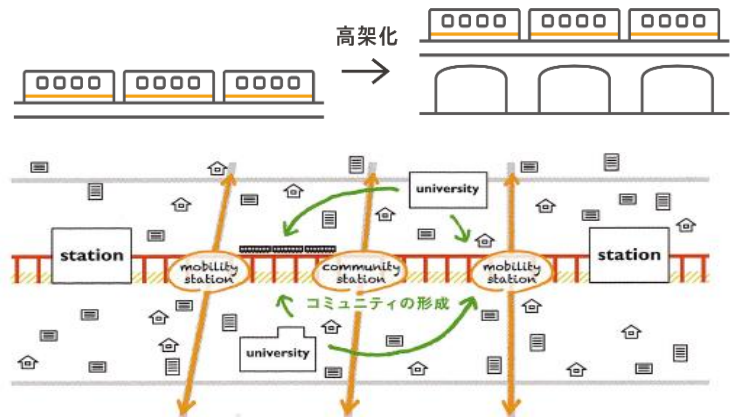 高架化
university
station
mobility
station
community
station
mobility
station
station
コミュニティの形成
university